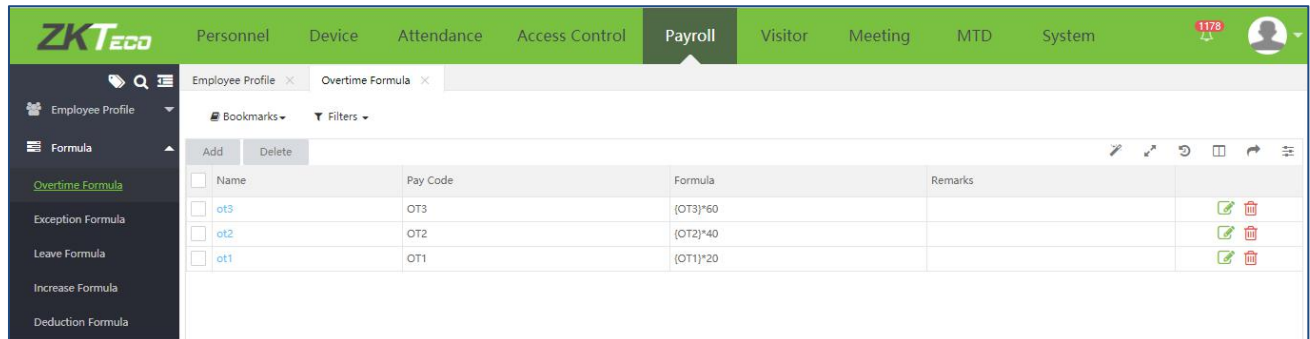 ZKTeco Personnel Device Attendance Access Control Payroll Visitor Meeting MTD System 1178
Employee Profile Overtime Formula
Employee Profile
Bookmarks Filters
Formula
Add Delete
Name Pay Code Formula Remarks
Overtime Formula
ot3 OT3 {OT3}*60
Exception Formula
ot2 OT2 {OT2}*40
Leave Formula
ot1 OT1 {OT1}*20
Increase Formula
Deduction Formula